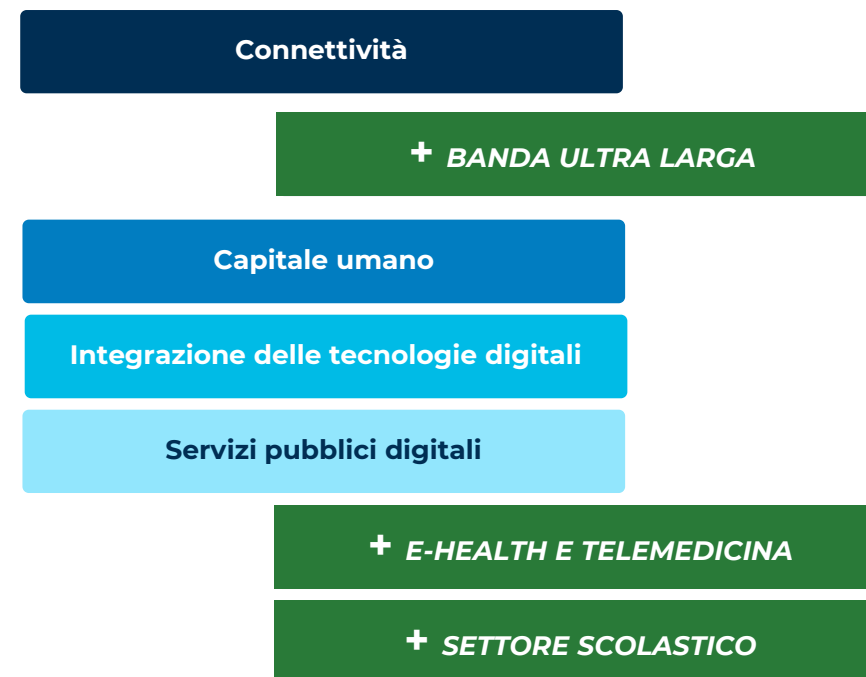 Connettività
+ BANDA ULTRA LARGA
Capitale umano
Integrazione delle tecnologie digitali
Servizi pubblici digitali
+ E-HEALTH E TELEMEDICINA
+ SETTORE SCOLASTICO